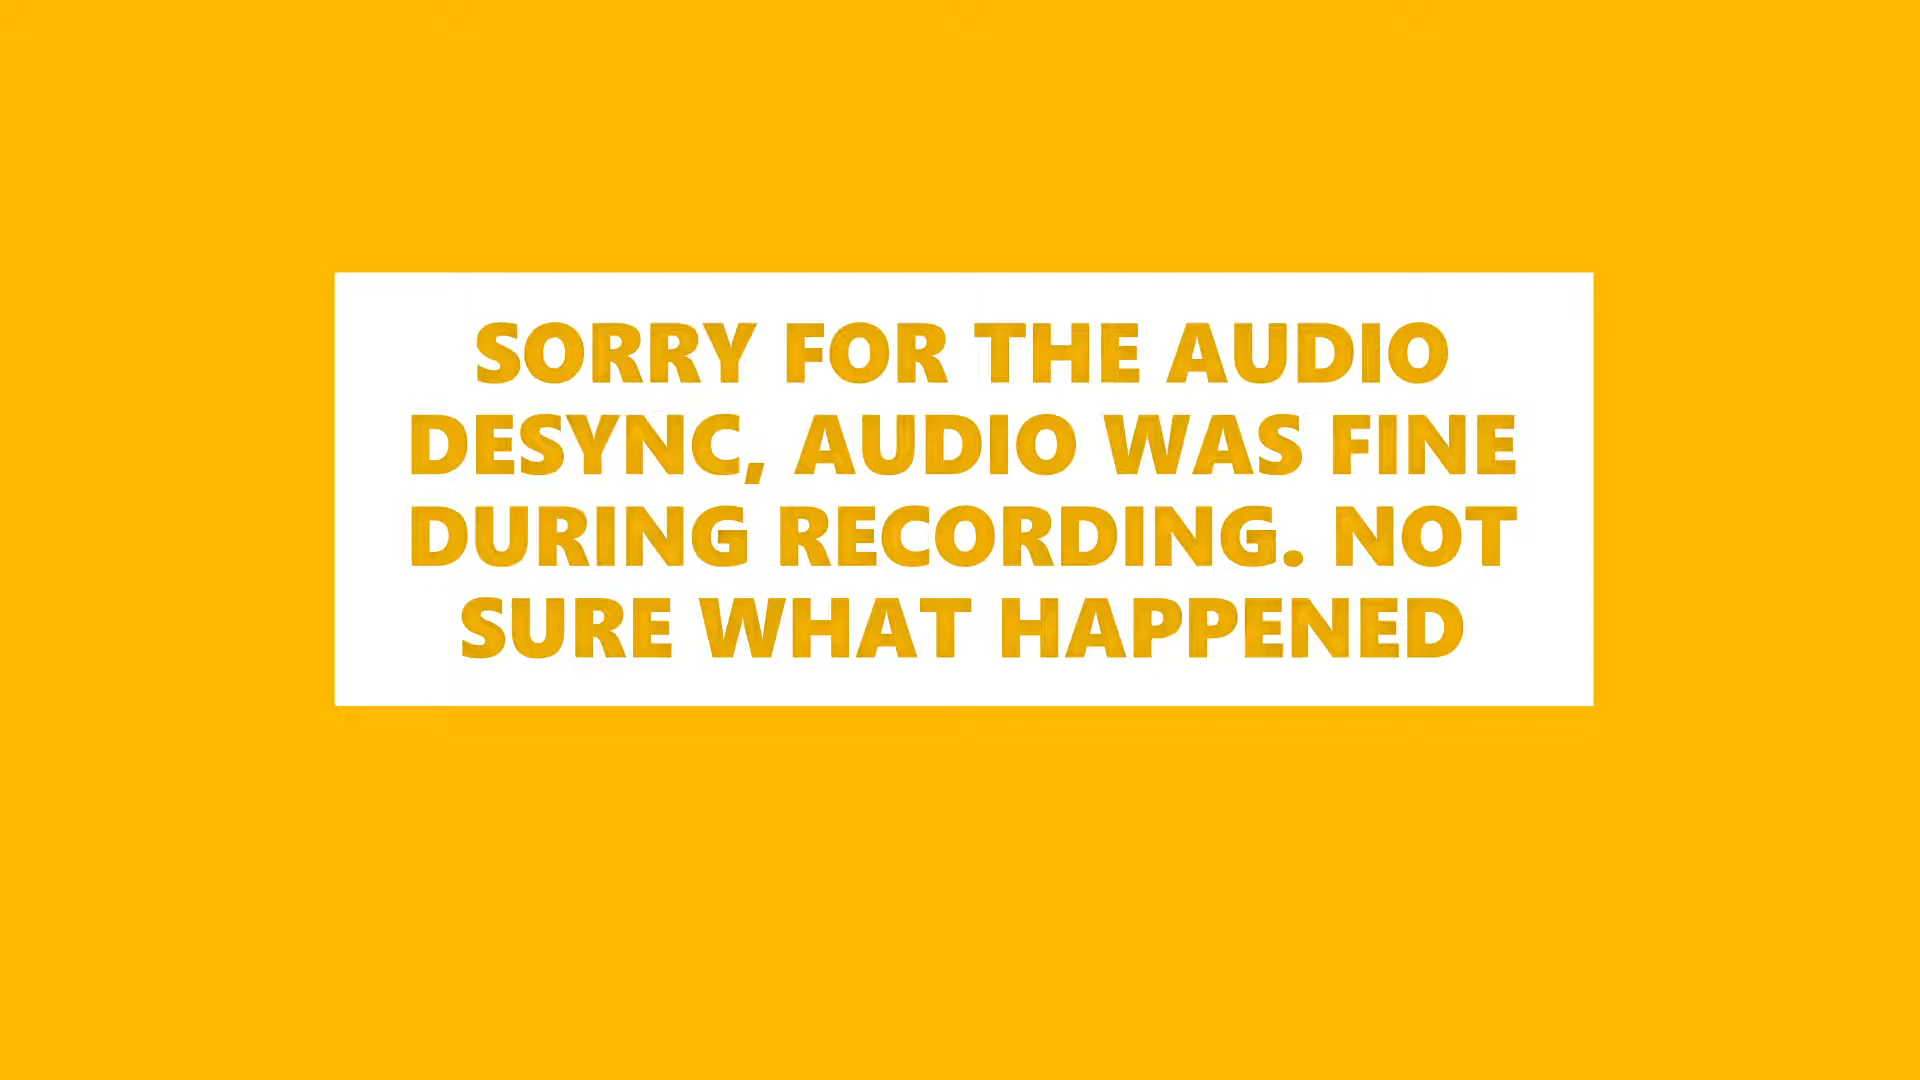 SORRY FOR THE AUDIO
DESYNC, AUDIO WAS FINE
DURING RECORDING. NOT
SURE WHAT HAPPENED